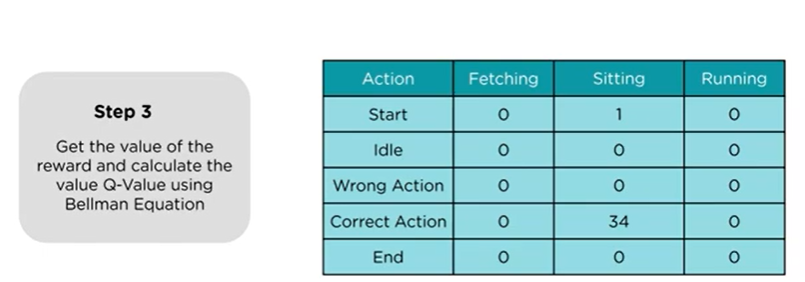 Step 3
Get the value of the
reward and calculate the
value Q-Value using
Bellman Equation
Action Fetching Sitting Running
Start 0 1 0
Idle 0 0 0
Wrong Action 0 0 0
Correct Action 0 34 0
End 0 0 0